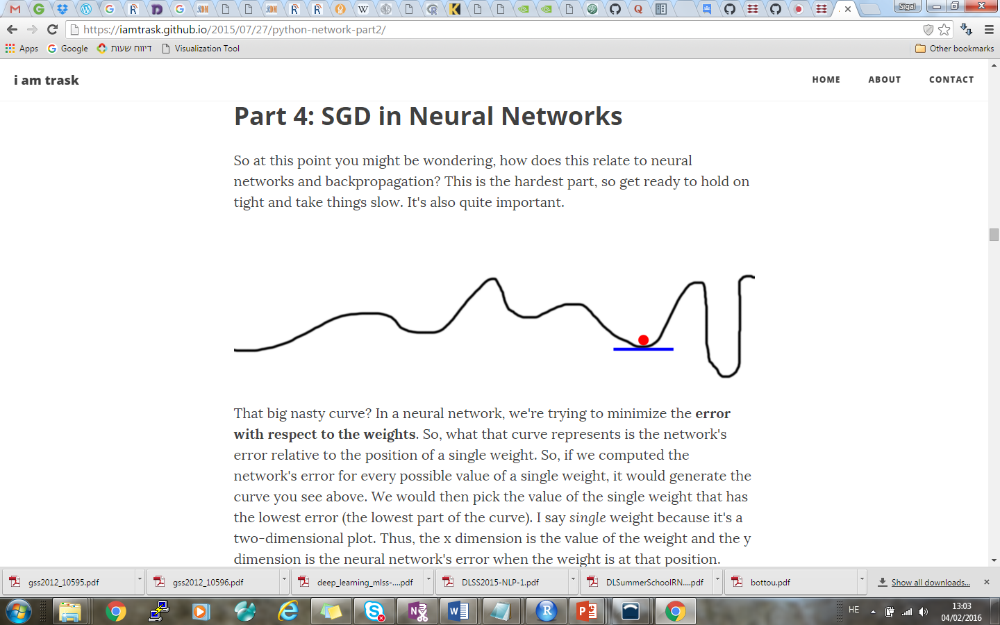 Sigal
https://iamtrask.github.io/2015/07/27/python-network-part2/
Apps Google דיווח שעות Visualization Tool Other bookmarks
i am trask HOME ABOUT CONTACT
Part 4: SGD in Neural Networks
So at this point you might be wondering, how does this relate to neural
networks and backpropagation? This is the hardest part, so get ready to hold on
tight and take things slow. It's also quite important.
That big nasty curve? In a neural network, we're trying to minimize the error
with respect to the weights. So, what that curve represents is the network's
error relative to the position of a single weight. So, if we computed the
network's error for every possible value of a single weight, it would generate the
curve you see above. We would then pick the value of the single weight that has
the lowest error (the lowest part of the curve). I say single weight because it's a
two-dimensional plot. Thus, the x dimension is the value of the weight and the y
dimension is the neural network's error when the weight is at that position.
gss2012_10595.pdf gss2012_10596.pdf deep_learning_mlss-....pdf DLSS2015-NLP-1.pdf DLSummerSchoolRN....pdf bottou.pdf Show all downloads...
HE 13:03
04/02/2016